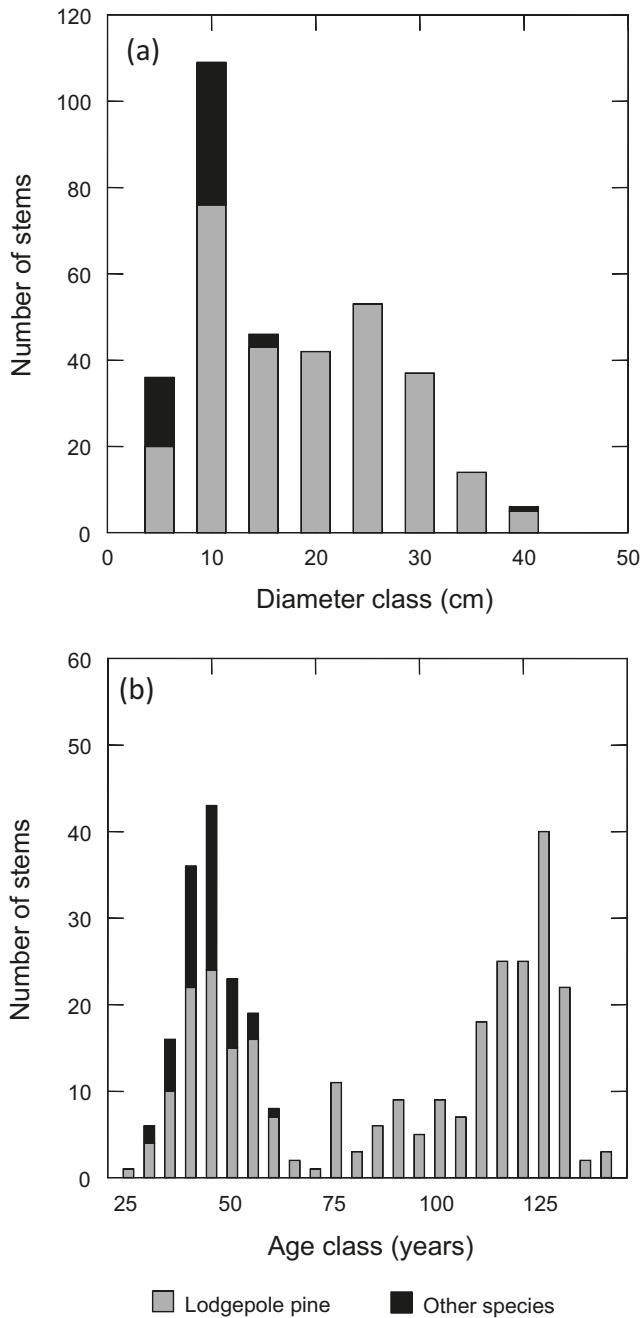 (a)
120
100
80
60
40
20
0
Number of stems
0 10 20 30 40 50
Diameter class (cm)
(b)
60
50
40
30
20
10
0
Number of stems
25 50 75 100 125
Age class (years)
Lodgepole pine Other species